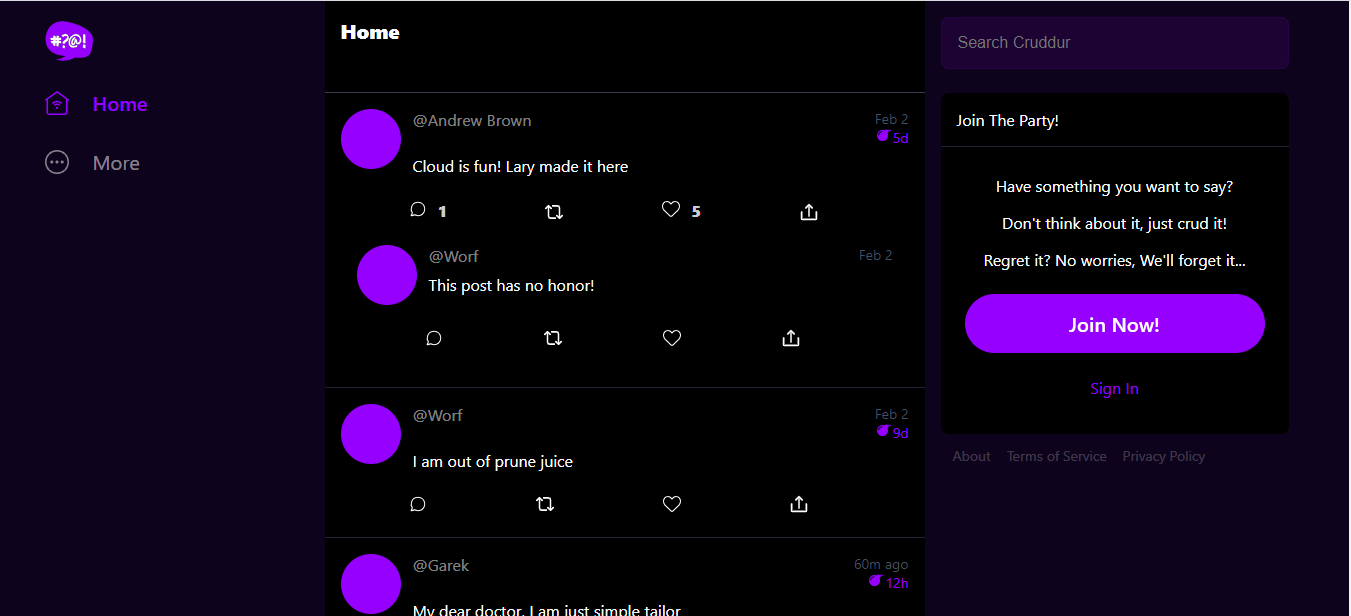 #?@!
Home
More
Home
@Andrew Brown
Feb 2
5d
Cloud is fun! Lary made it here
1
5
@Worf
Feb 2
This post has no honor!
@Worf
Feb 2
9d
I am out of prune juice
@Garek
60m ago
12h
My dear doctor, I am just simple tailor
Search Cruddur
Join The Party!
Have something you want to say?
Don't think about it, just crud it!
Regret it? No worries, We'll forget it...
Join Now!
Sign In
About Terms of Service Privacy Policy